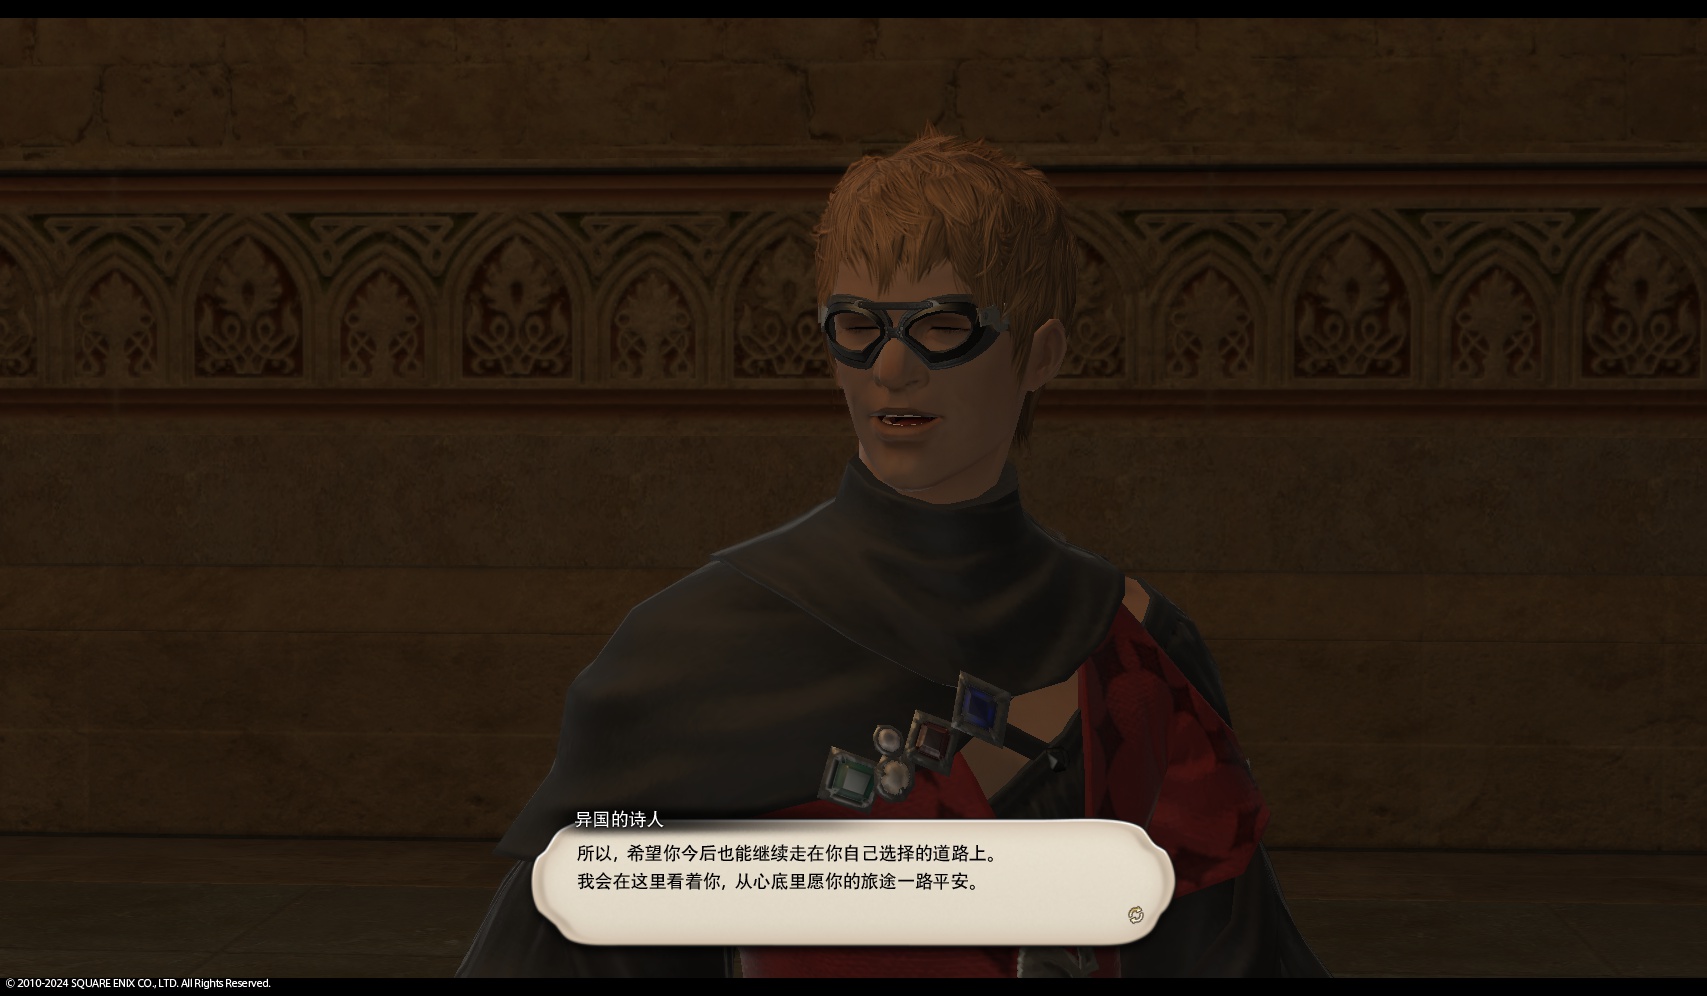 异国的诗人
所以，希望你今后也能继续走在你自己选择的道路上。
我会在这里看着你，从心底里愿你的旅途一路平安。
© 2010-2024 SQUARE ENIX CO., LTD. All Rights Reserved.